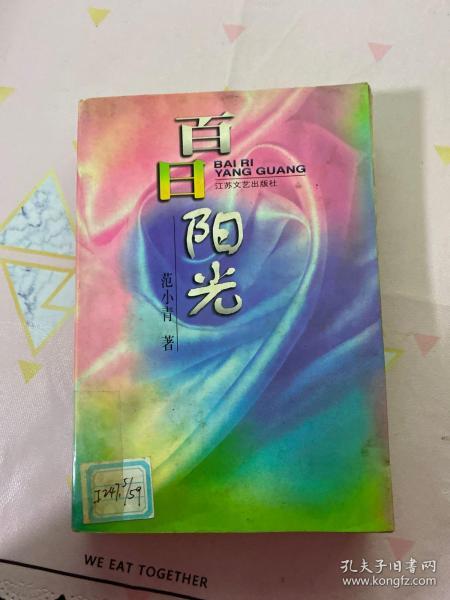 百日
阳光
BAI RI
YANG GUANG
江苏文艺出版社
范小青 著
I247.5/59
WE EAT TOGETHER
孔夫子旧书网
www.kongfz.com